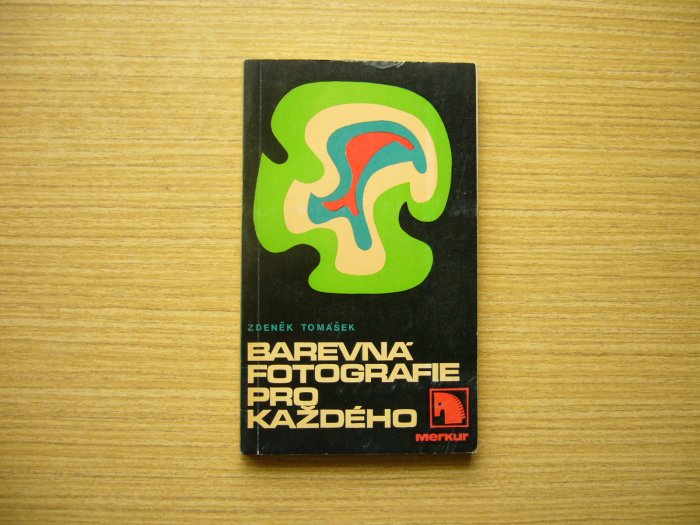 ZDENĚK TOMÁŠEK
BAREVNÁ
FOTOGRAFIE
PRO
KAŽDÉHO
merkur